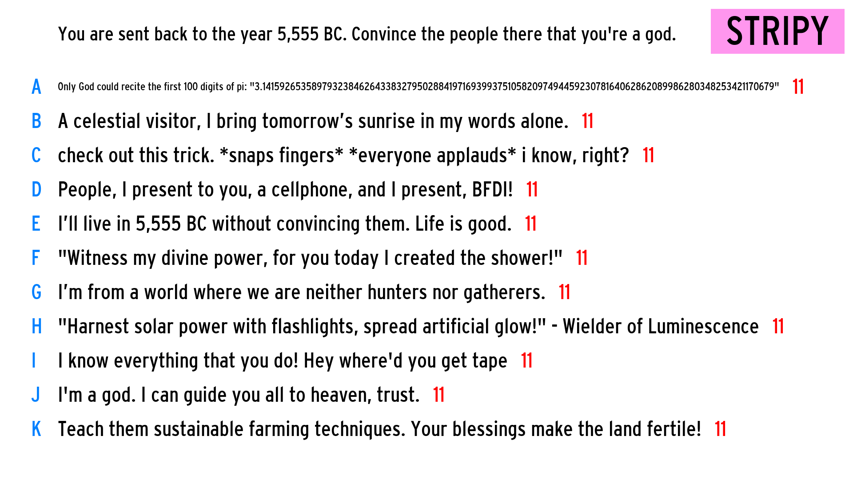 You are sent back to the year 5,555 BC. Convince the people there that you're a god.
STRIPY
A Only God could recite the first 100 digits of pi: "3.1415926535897932384626433832795028841971693993751058209749445923078164062862089986280348253421170679" 11
B A celestial visitor, I bring tomorrow’s sunrise in my words alone. 11
C check out this trick. *snaps fingers* *everyone applauds* i know, right? 11
D People, I present to you, a cellphone, and I present, BFDI! 11
E I’ll live in 5,555 BC without convincing them. Life is good. 11
F "Witness my divine power, for you today I created the shower!" 11
G I’m from a world where we are neither hunters nor gatherers. 11
H "Harnest solar power with flashlights, spread artificial glow!" - Wielder of Luminescence 11
I I know everything that you do! Hey where'd you get tape 11
J I'm a god. I can guide you all to heaven, trust. 11
K Teach them sustainable farming techniques. Your blessings make the land fertile! 11